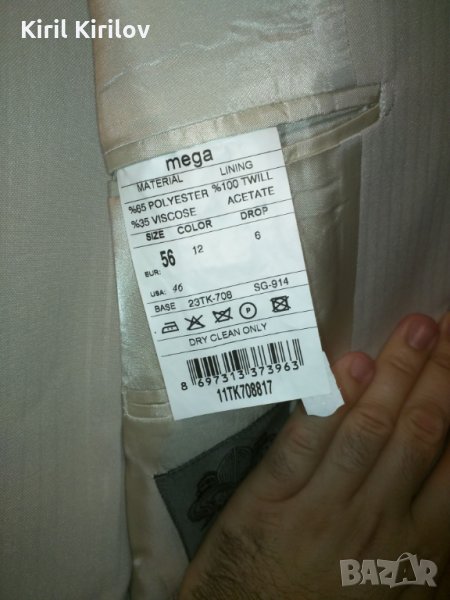 Kiril Kirilov
mega
MATERIAL LINING
%65 POLYESTER %100 TWILL
%35 VISCOSE ACETATE
SIZE COLOR DROP
EUR: 56 12 6
USA: 46
BASE 23TK-708 SG-914
P
DRY CLEAN ONLY
8 697313 373963
11TK708817
BAZAR